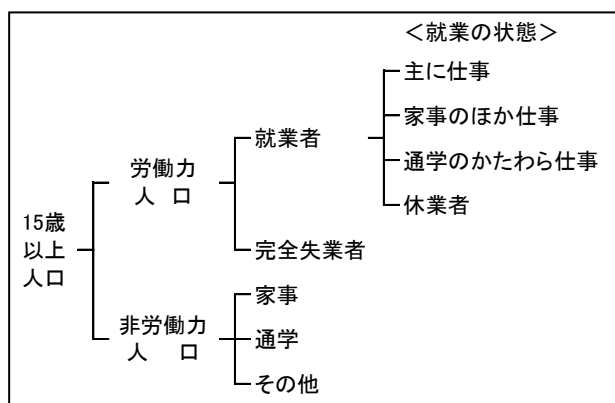 ＜就業の状態＞
主に仕事
家事のほか仕事
就業者
通学のかたわら仕事
労働力
人　口
休業者
15歳
以上
人口
完全失業者
家事
非労働力
人　　口
通学
その他